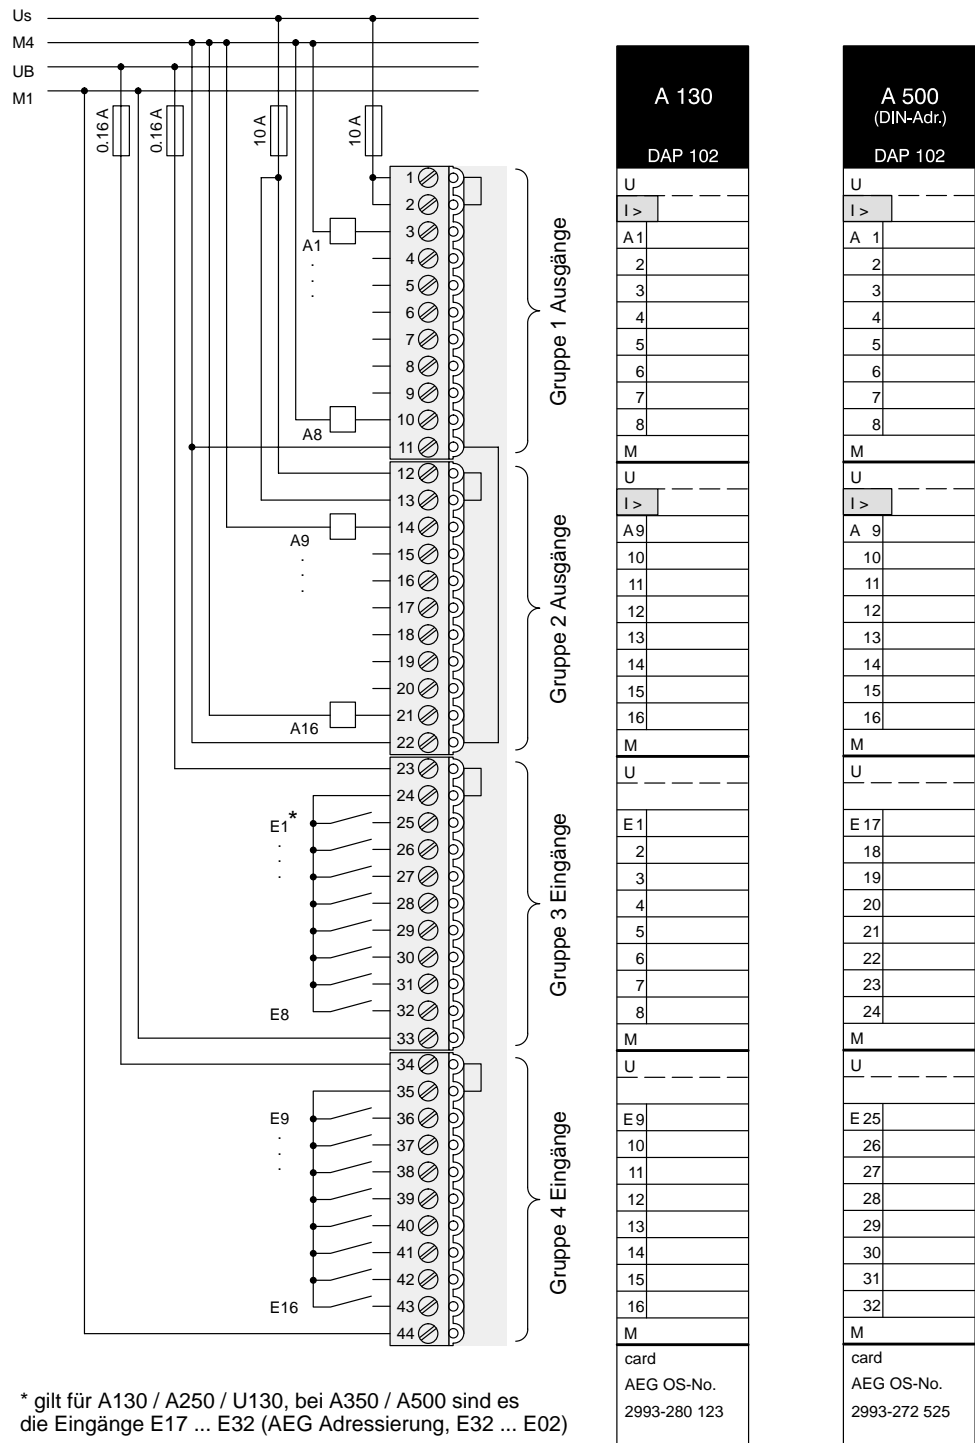 Us
M4
UB
M1
0.16 A
0.16 A
10 A
10 A
1
2
3
4
5
6
7
8
9
10
11
A1
A8
12
13
14
15
16
17
18
19
20
21
22
A9
A16
23
24
25
26
27
28
29
30
31
32
33
E1*
E8
34
35
36
37
38
39
40
41
42
43
44
E9
E16
Gruppe 1 Ausgänge
Gruppe 2 Ausgänge
Gruppe 3 Eingänge
Gruppe 4 Eingänge
A 130
DAP 102
U
I >
A 1
2
3
4
5
6
7
8
M
U
I >
A 9
10
11
12
13
14
15
16
M
U
E 1
2
3
4
5
6
7
8
M
U
E 9
10
11
12
13
14
15
16
M
card
AEG OS-No.
2993-280 123
A 500
(DIN-Adr.)
DAP 102
U
I >
A 1
2
3
4
5
6
7
8
M
U
I >
A 9
10
11
12
13
14
15
16
M
U
E 17
18
19
20
21
22
23
24
M
U
E 25
26
27
28
29
30
31
32
M
card
AEG OS-No.
2993-272 525
* gilt für A130 / A250 / U130, bei A350 / A500 sind es
die Eingänge E17 ... E32 (AEG Adressierung, E32 ... E02)